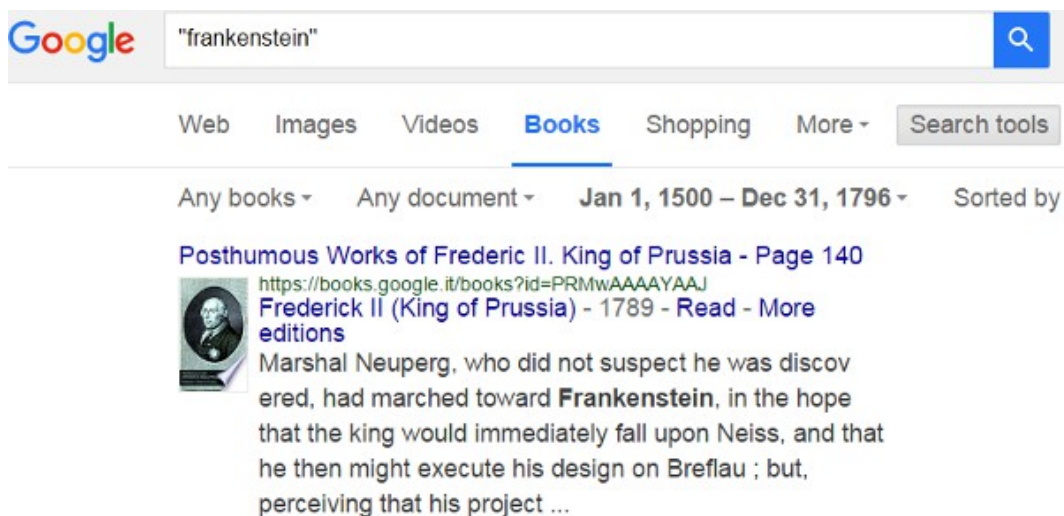 Google "frankenstein"
Web Images Videos Books Shopping More Search tools
Any books Any document Jan 1, 1500 – Dec 31, 1796 Sorted by
Posthumous Works of Frederic II. King of Prussia - Page 140
https://books.google.it/books?id=PRMwAAAAYAAJ
Frederick II (King of Prussia) - 1789 - Read - More
editions
Marshal Neuperg, who did not suspect he was discov
ered, had marched toward Frankenstein, in the hope
that the king would immediately fall upon Neiss, and that
he then might execute his design on Breflau ; but,
perceiving that his project ...